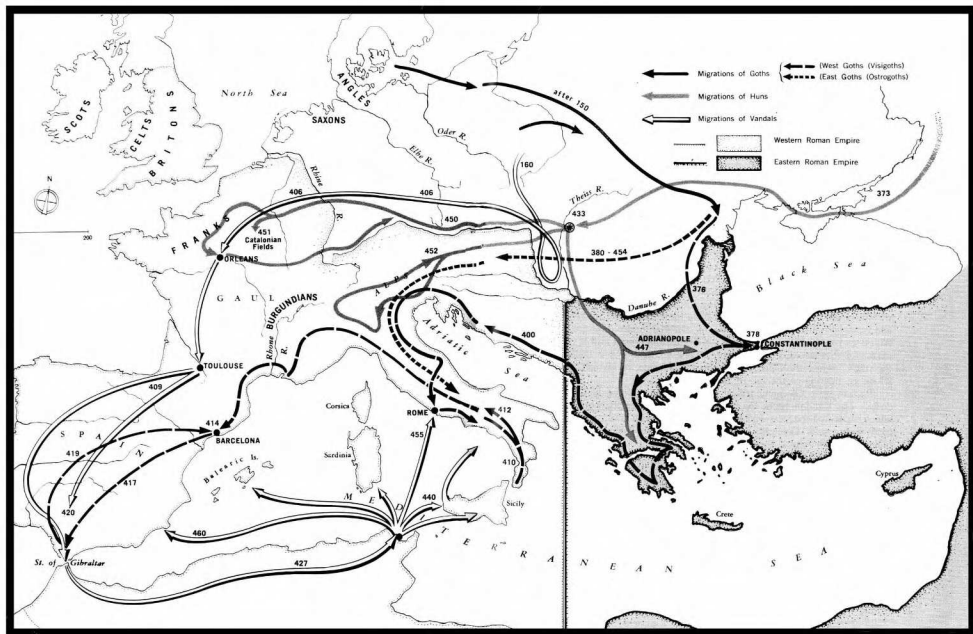 North Sea
SCOTS
CELTS
BRITONS
ANGLES
SAXONS
Oder R.
Elbe R.
Rhine
R.
after 150
Migrations of Goths
(West Goths (Visigoths)
(East Goths (Ostrogoths)
Migrations of Huns
Migrations of Vandals
Western Roman Empire
Eastern Roman Empire
N
200
160
Theiss R.
373
406
406
450
433
FRANKS
451
Catalonian
Fields
ORLEANS
452
ALPS
380 - 454
376
Black Sea
GAUL
BURGUNDIANS
Rhone
R.
Danube R.
Adriatic
Sea
400
ADRIANOPLE
378
CONSTANTINOPLE
447
TOULOUSE
409
Corsica
ROME
412
455
414
BARCELONA
SPAIN
419
417
Balearic Is.
Sardinia
410
Sicily
420
440
460
MEDITERRANEAN SEA
Crete
Cyprus
St. of Gibraltar
427